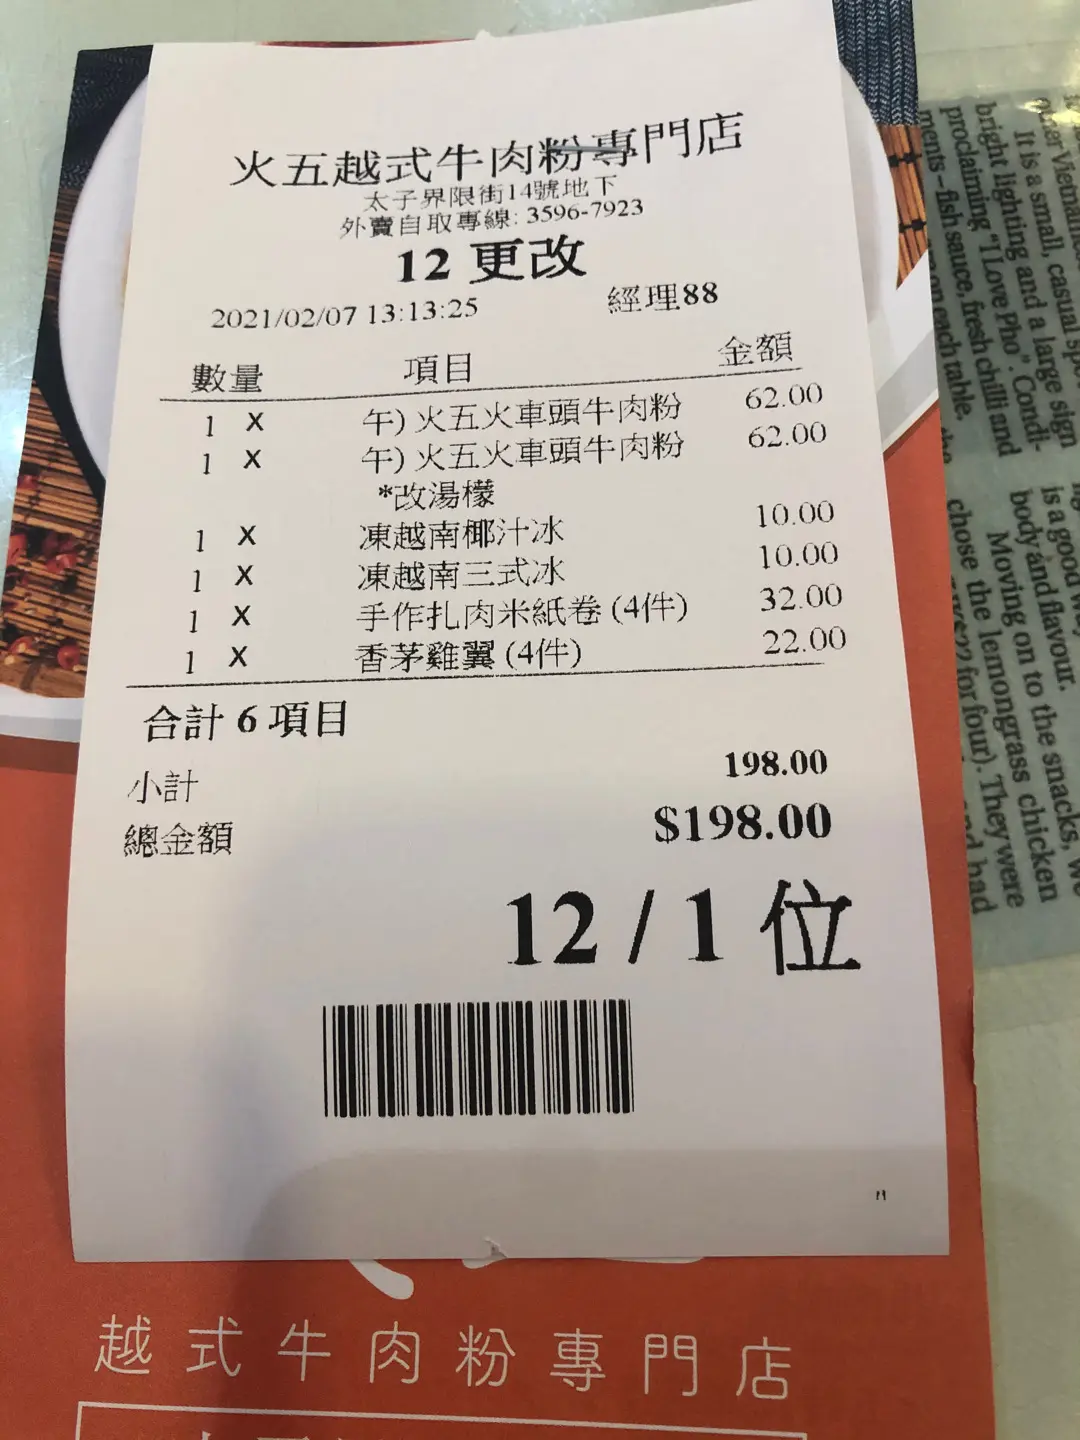 火五越式牛肉粉專門店
太子界限街14號地下
外賣自取專線: 3596-7923
12 更改
2021/02/07 13:13:25 經理88
數量 項目 金額
1 X 午) 火五火車頭牛肉粉 62.00
1 X 午) 火五火車頭牛肉粉 62.00
*改湯檬
1 X 凍越南椰汁冰 10.00
1 X 凍越南三式冰 10.00
1 X 手作扎肉米紙卷 (4件) 32.00
1 X 香茅雞翼 (4件) 22.00
合計 6 項目
小計 198.00
總金額 $198.00
12 / 1 位
越式牛肉粉專門店
other Vietnamese
It is a small, casual spot
bright lighting and a large sign
proclaiming “I Love Pho”. Condi-
ments – fish sauce, fresh chilli and
on each table.
is a good way
body and flavour.
Moving on to the snacks, we
chose the lemongrass chicken
for four). They were
had